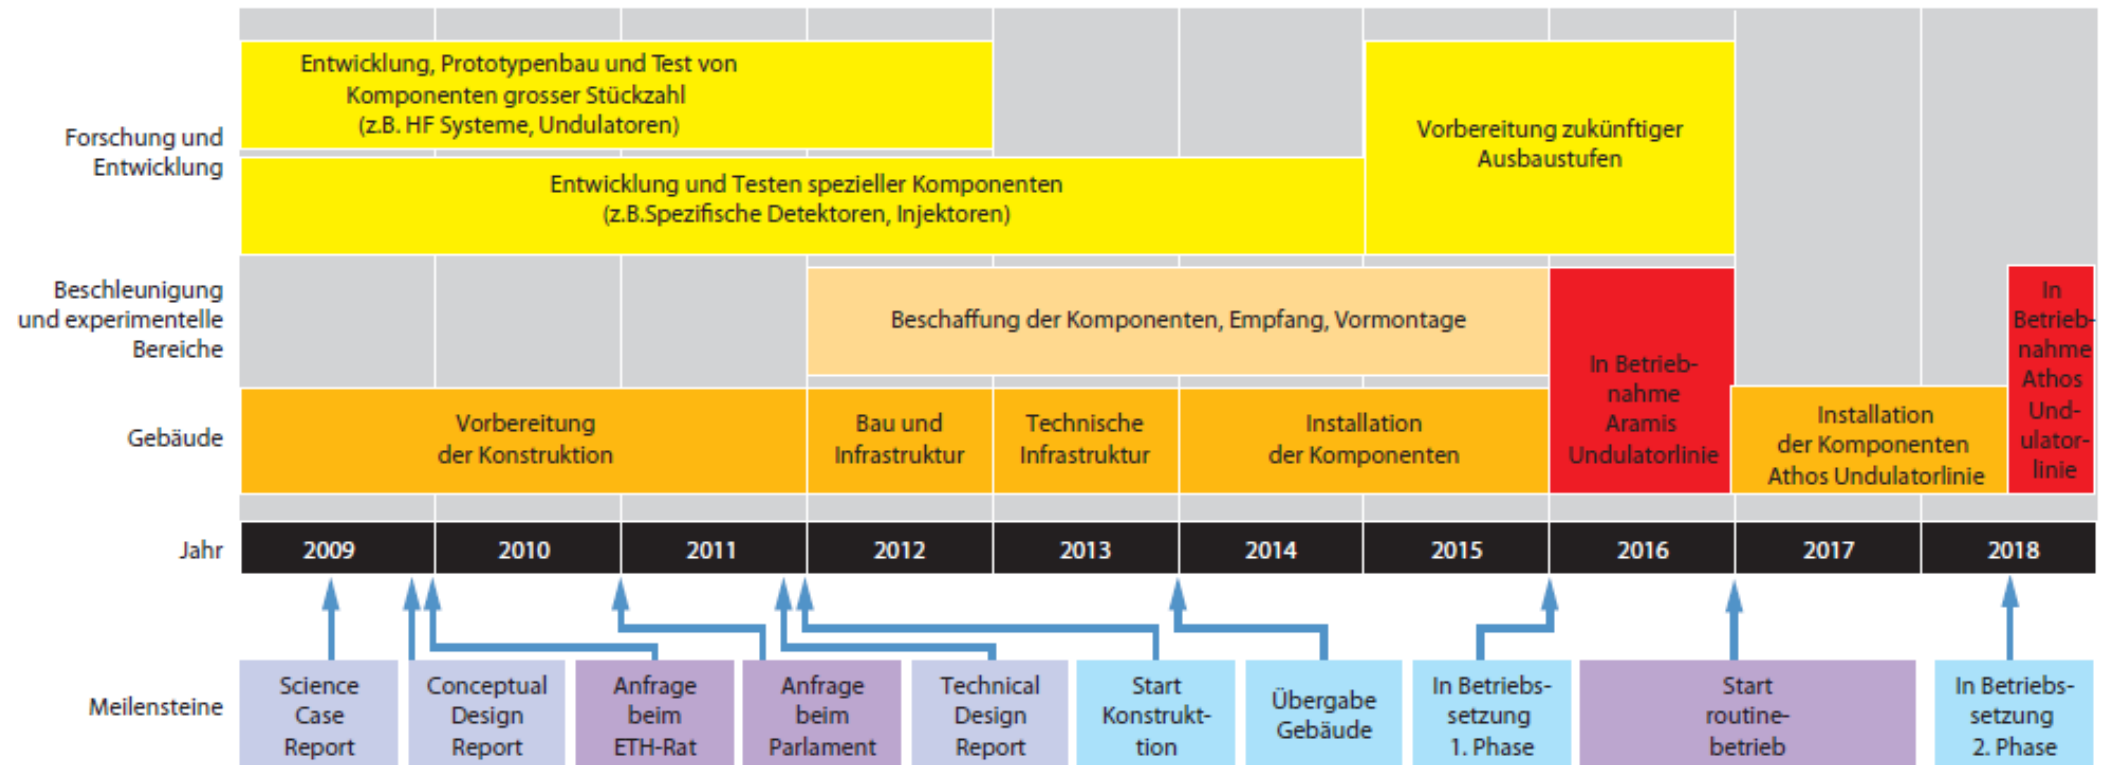 Forschung und
Entwicklung
Entwicklung, Prototypenbau und Test von
Komponenten grosser Stückzahl
(z.B. HF Systeme, Undulatoren)
Entwicklung und Testen spezieller Komponenten
(z.B.Spezifische Detektoren, Injektoren)
Vorbereitung zukünftiger
Ausbaustufen
Beschleunigung
und experimentelle
Bereiche
Beschaffung der Komponenten, Empfang, Vormontage
In Betrieb-
nahme
Aramis
Undulatorlinie
In
Betrieb-
nahme
Athos
Und-
ulator-
linie
Gebäude
Vorbereitung
der Konstruktion
Bau und
Infrastruktur
Technische
Infrastruktur
Installation
der Komponenten
Installation
der Komponenten
Athos Undulatorlinie
Jahr 2009 2010 2011 2012 2013 2014 2015 2016 2017 2018
Meilensteine
Science
Case
Report
Conceptual
Design
Report
Anfrage
beim
ETH-Rat
Anfrage
beim
Parlament
Technical
Design
Report
Start
Konstrukt-
tion
Übergabe
Gebäude
In Betriebs-
setzung
1. Phase
Start
routine-
betrieb
In Betriebs-
setzung
2. Phase